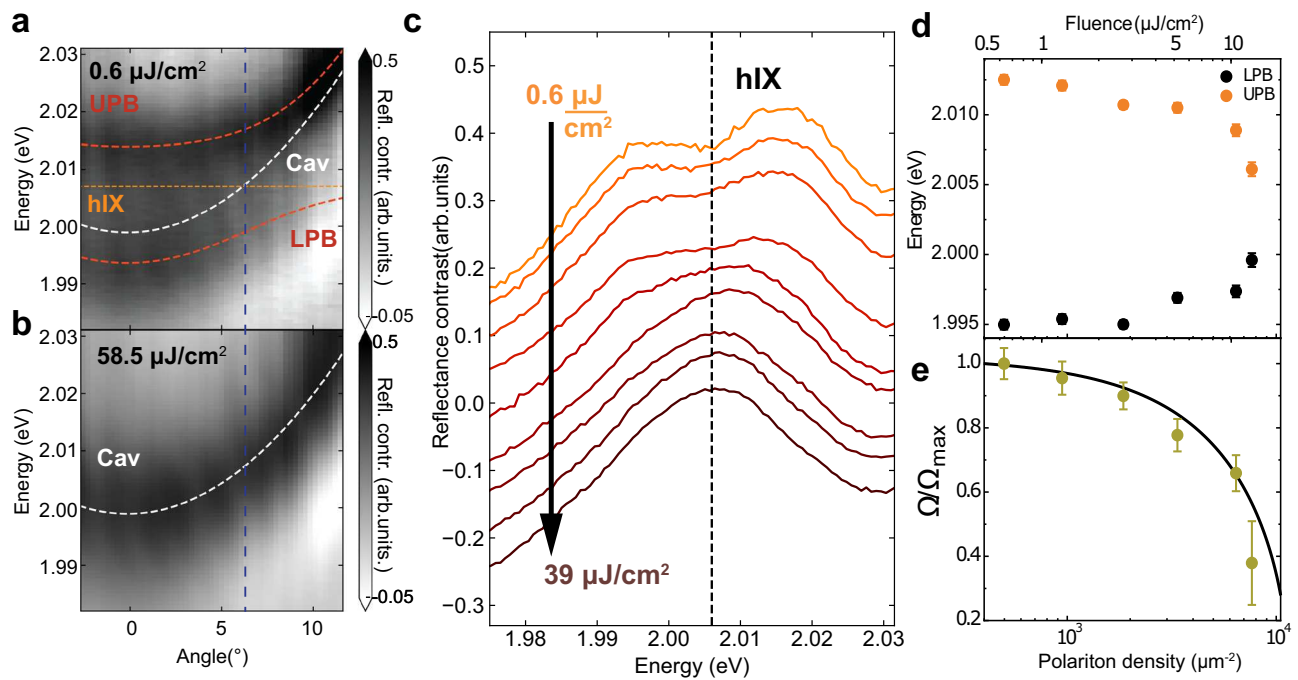 a
0.6 µJ/cm²
UPB
Cav
hIX
LPB
2.03
2.02
2.01
2.00
1.99
Energy (eV)
0.5
Refl. contr. (arb.units.)
-0.05
b
58.5 µJ/cm²
Cav
2.03
2.02
2.01
2.00
1.99
Energy (eV)
0.5
Refl. contr. (arb.units.)
-0.05
0
5
10
Angle(°)
c
0.6 µJ
cm²
hIX
39 µJ/cm²
0.5
0.4
0.3
0.2
0.1
0.0
−0.1
−0.2
−0.3
Reflectance contrast(arb.units)
1.98
1.99
2.00
2.01
2.02
2.03
Energy (eV)
d
Fluence(µJ/cm²)
0.5
1
5
10
LPB
UPB
2.010
2.005
2.000
1.995
Energy (eV)
e
1.0
0.8
0.6
0.4
0.2
Ω/Ωmax
10³
10⁴
Polariton density (µm⁻²)